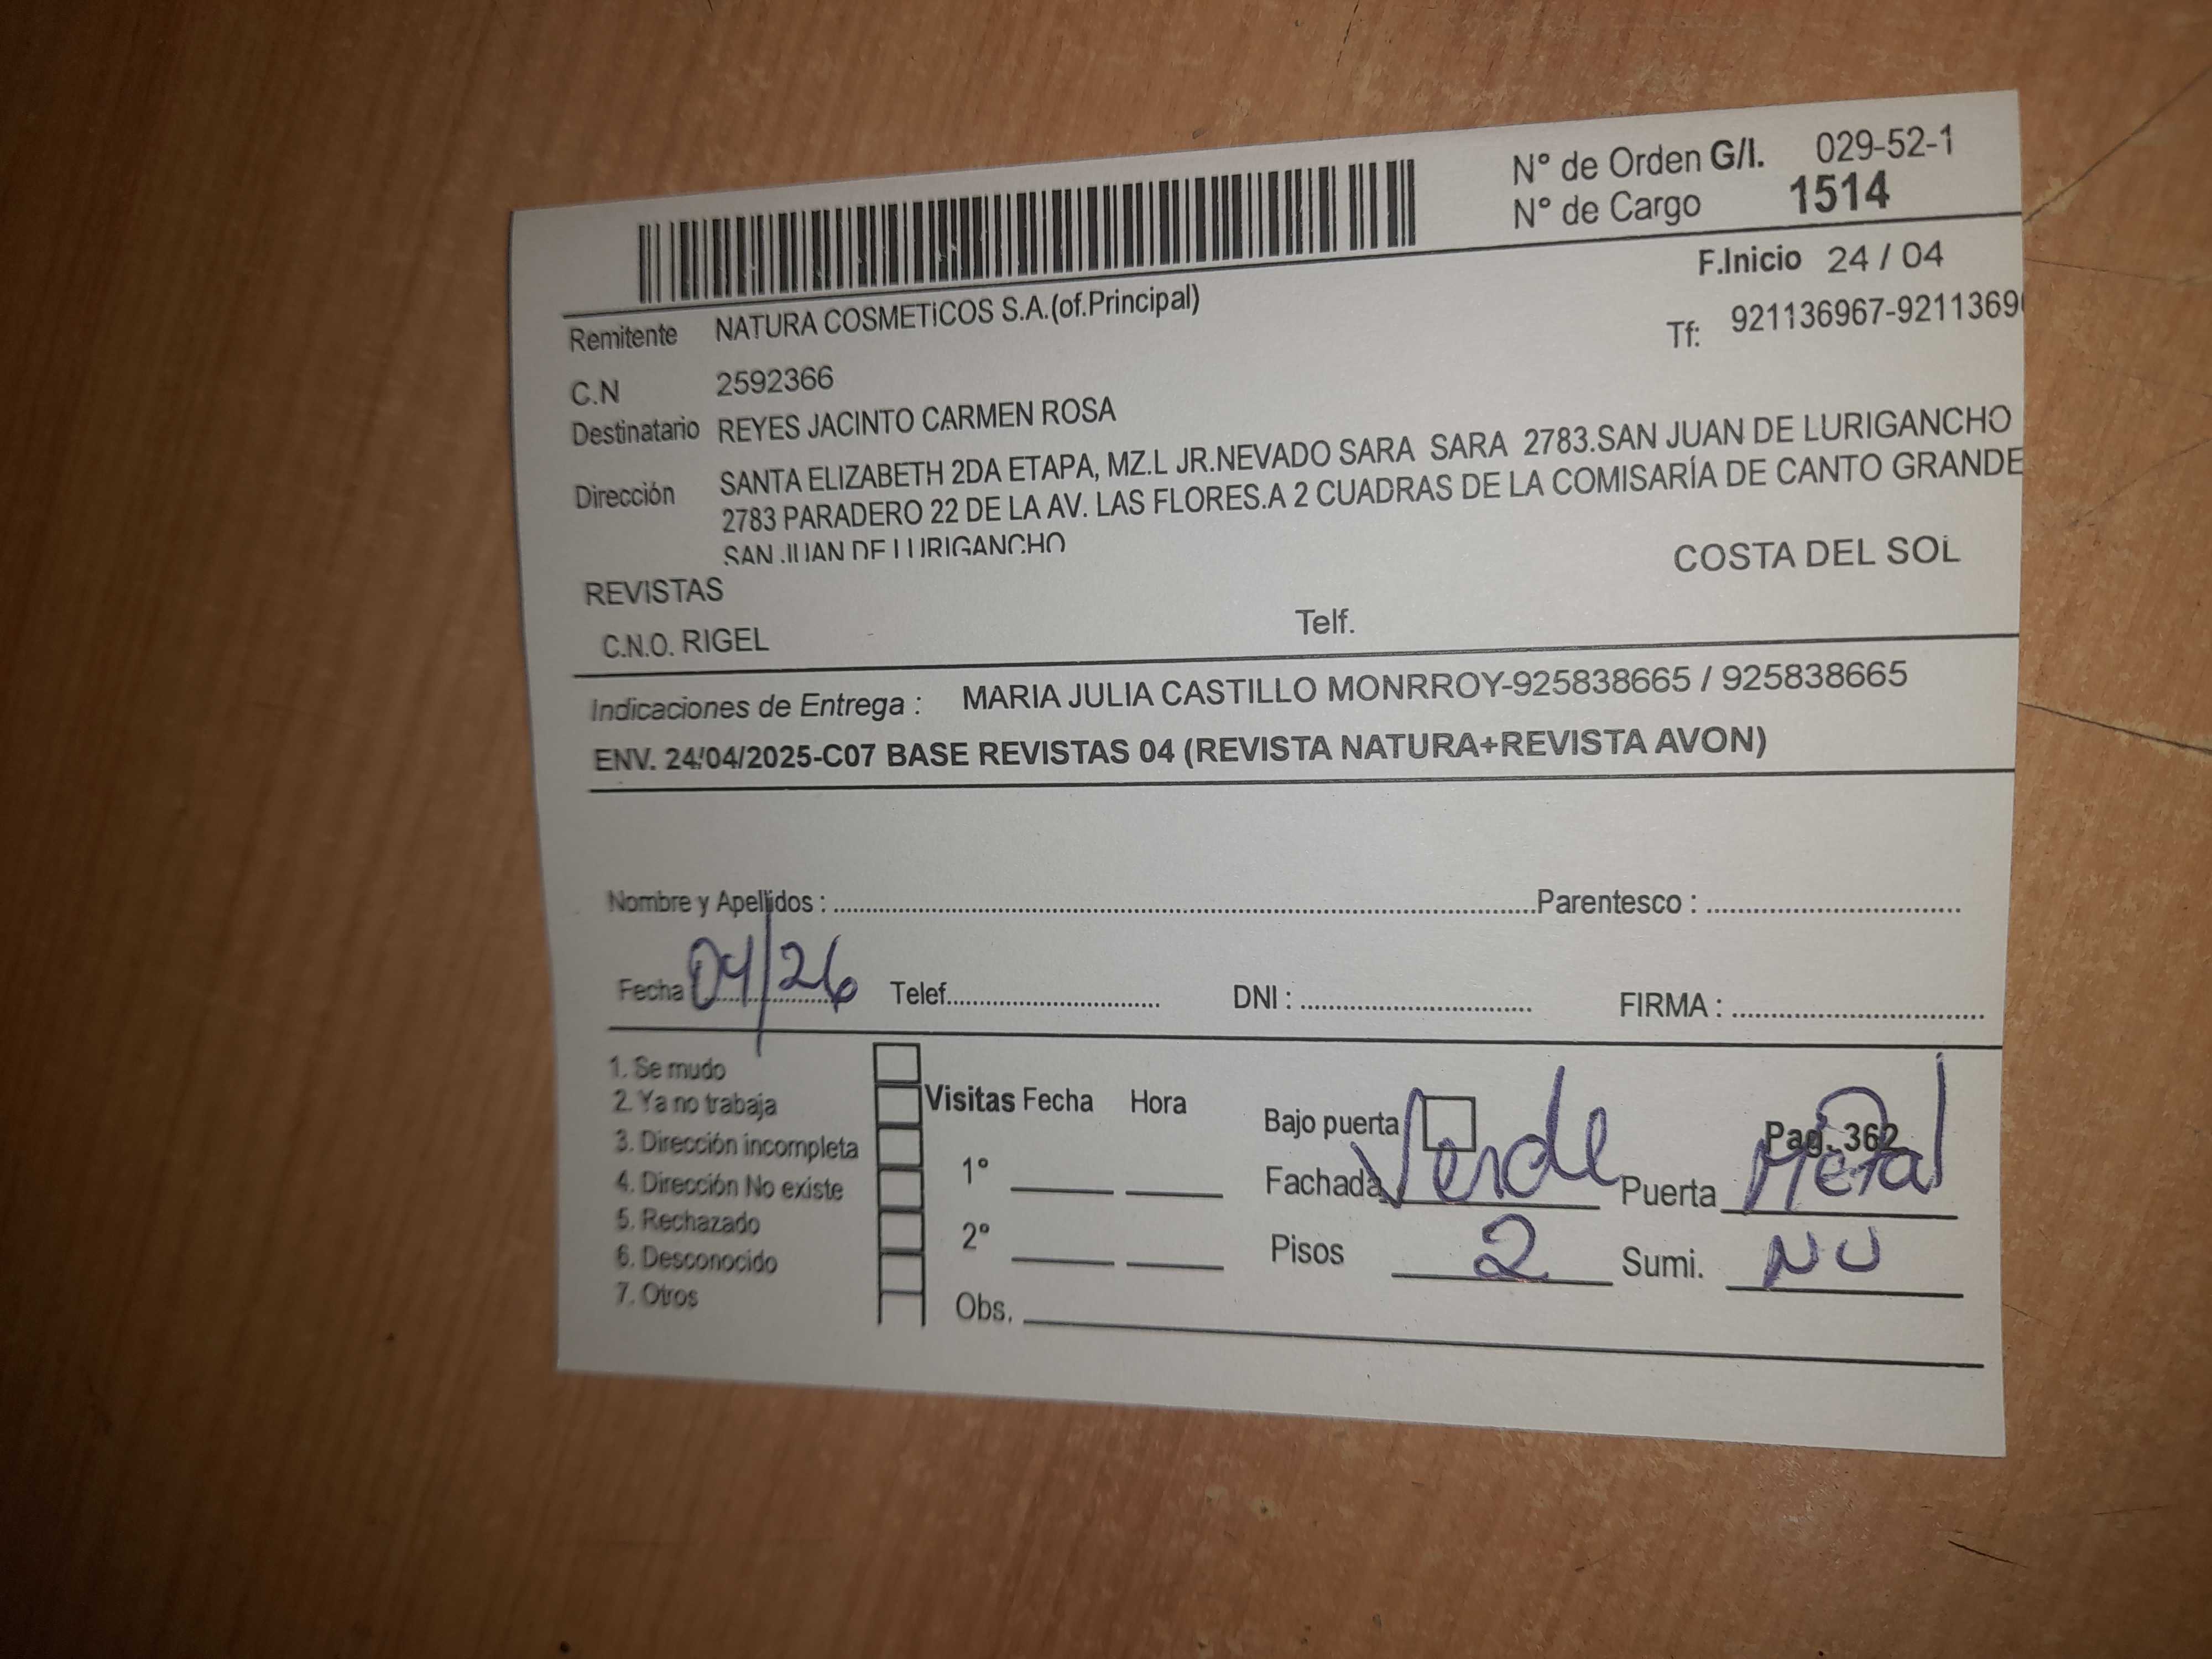 N° de Orden G/I. 029-52-1
N° de Cargo 1514
F.Inicio 24 / 04
Remitente NATURA COSMETICOS S.A.(of.Principal)
Tf: 921136967-92113690
C.N 2592366
Destinatario REYES JACINTO CARMEN ROSA
Dirección SANTA ELIZABETH 2DA ETAPA, MZ.L JR.NEVADO SARA SARA 2783.SAN JUAN DE LURIGANCHO
2783 PARADERO 22 DE LA AV. LAS FLORES.A 2 CUADRAS DE LA COMISARÍA DE CANTO GRANDE
SAN JUAN DE LURIGANCHO
COSTA DEL SOL
REVISTAS
C.N.O. RIGEL Telf.
Indicaciones de Entrega : MARIA JULIA CASTILLO MONRROY-925838665 / 925838665
ENV. 24/04/2025-C07 BASE REVISTAS 04 (REVISTA NATURA+REVISTA AVON)
Nombre y Apellidos : Parentesco :
Fecha 04/26 Telef. DNI : FIRMA :
1. Se mudo
2. Ya no trabaja
3. Dirección incompleta
4. Dirección No existe
5. Rechazado
6. Desconocido
7. Otros
Visitas Fecha Hora
1°
2°
Obs.
Bajo puerta Pag. 362
Fachada Verde Puerta Metal
Pisos 2 Sumi. NU